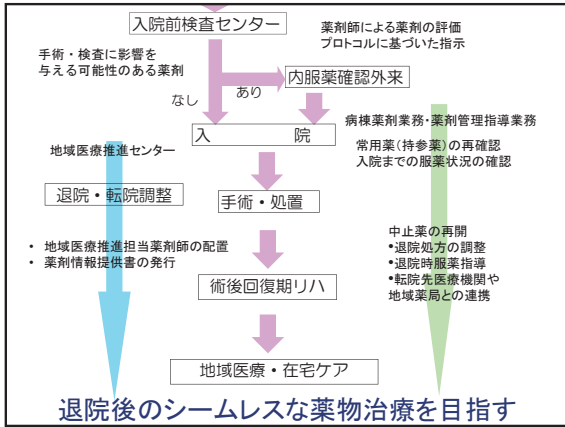 入院前検査センター
薬剤師による薬剤の評価
プロトコルに基づいた指示
手術・検査に影響を
与える可能性のある薬剤
あり
内服薬確認外来
なし
病棟薬剤業務・薬剤管理指導業務
入 院
常用薬(持参薬)の再確認
入院までの服薬状況の確認
地域医療推進センター
退院・転院調整
手術・処置
中止薬の再開
•退院処方の調整
•退院時服薬指導
•転院先医療機関や
地域薬局との連携
• 地域医療推進担当薬剤師の配置
• 薬剤情報提供書の発行
術後回復期リハ
地域医療・在宅ケア
退院後のシームレスな薬物治療を目指す